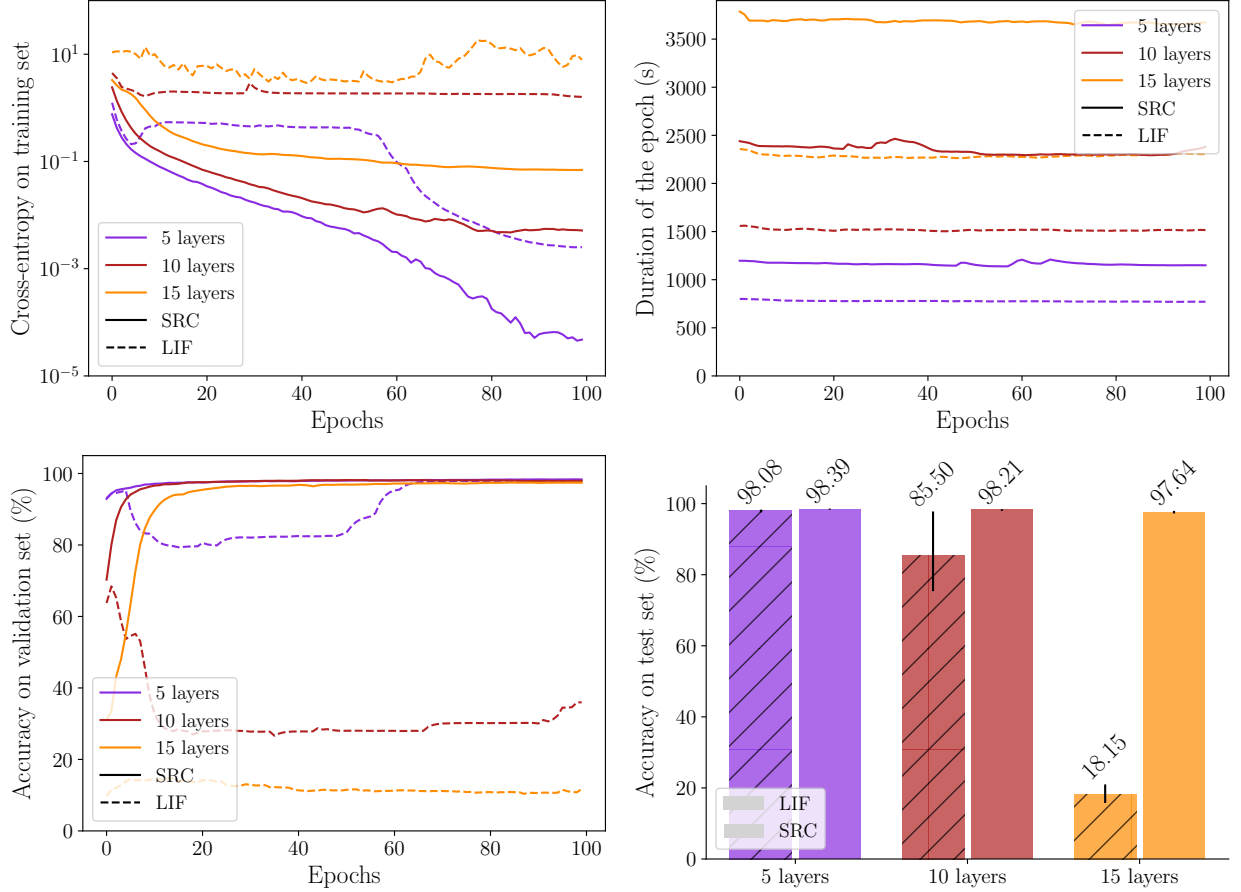 Cross-entropy on training set
10^1
10^-1
10^-3
10^-5
5 layers
10 layers
15 layers
SRC
LIF
0 20 40 60 80 100
Epochs
Duration of the epoch (s)
3500
3000
2500
2000
1500
1000
500
0
5 layers
10 layers
15 layers
SRC
LIF
0 20 40 60 80 100
Epochs
Accuracy on validation set (%)
100
80
60
40
20
0
5 layers
10 layers
15 layers
SRC
LIF
0 20 40 60 80 100
Epochs
Accuracy on test set (%)
100
80
60
40
20
0
98.08
98.39
85.50
98.21
18.15
97.64
LIF
SRC
5 layers 10 layers 15 layers